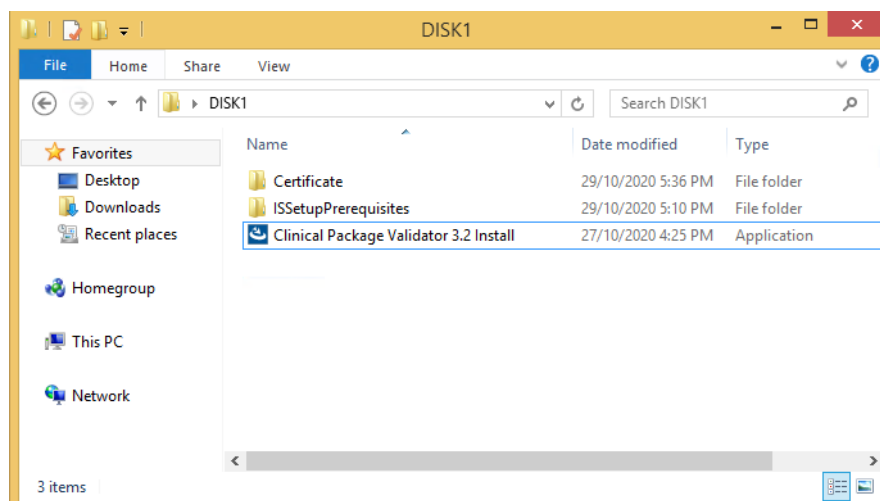 DISK1
File Home Share View
DISK1
Search DISK1
Name Date modified Type
Favorites
Desktop
Downloads
Recent places
Homegroup
This PC
Network
Certificate 29/10/2020 5:36 PM File folder
ISSetupPrerequisites 29/10/2020 5:10 PM File folder
Clinical Package Validator 3.2 Install 27/10/2020 4:25 PM Application
3 items